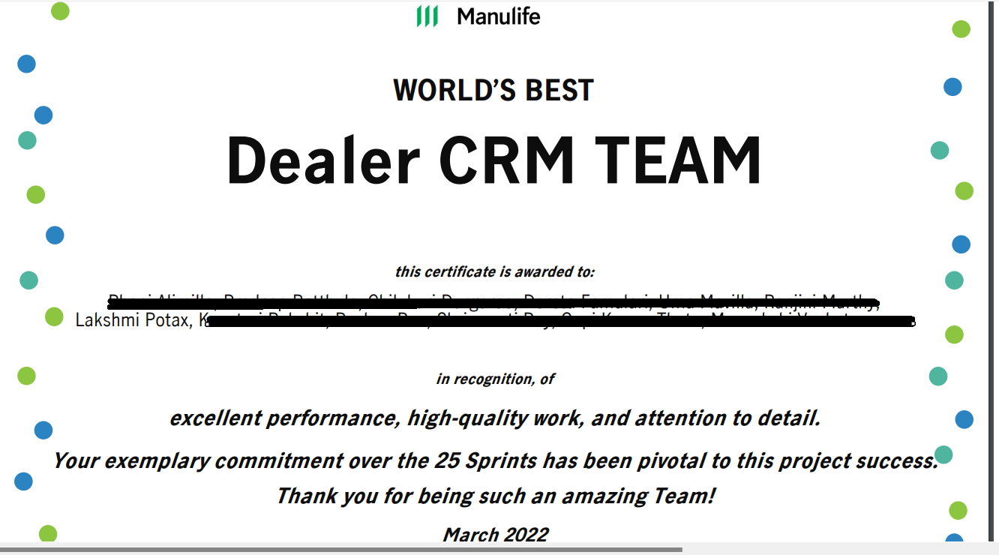 Manulife
WORLD'S BEST
Dealer CRM TEAM
this certificate is awarded to:
Lakshmi Potax,
in recognition, of
excellent performance, high-quality work, and attention to detail.
Your exemplary commitment over the 25 Sprints has been pivotal to this project success.
Thank you for being such an amazing Team!
March 2022